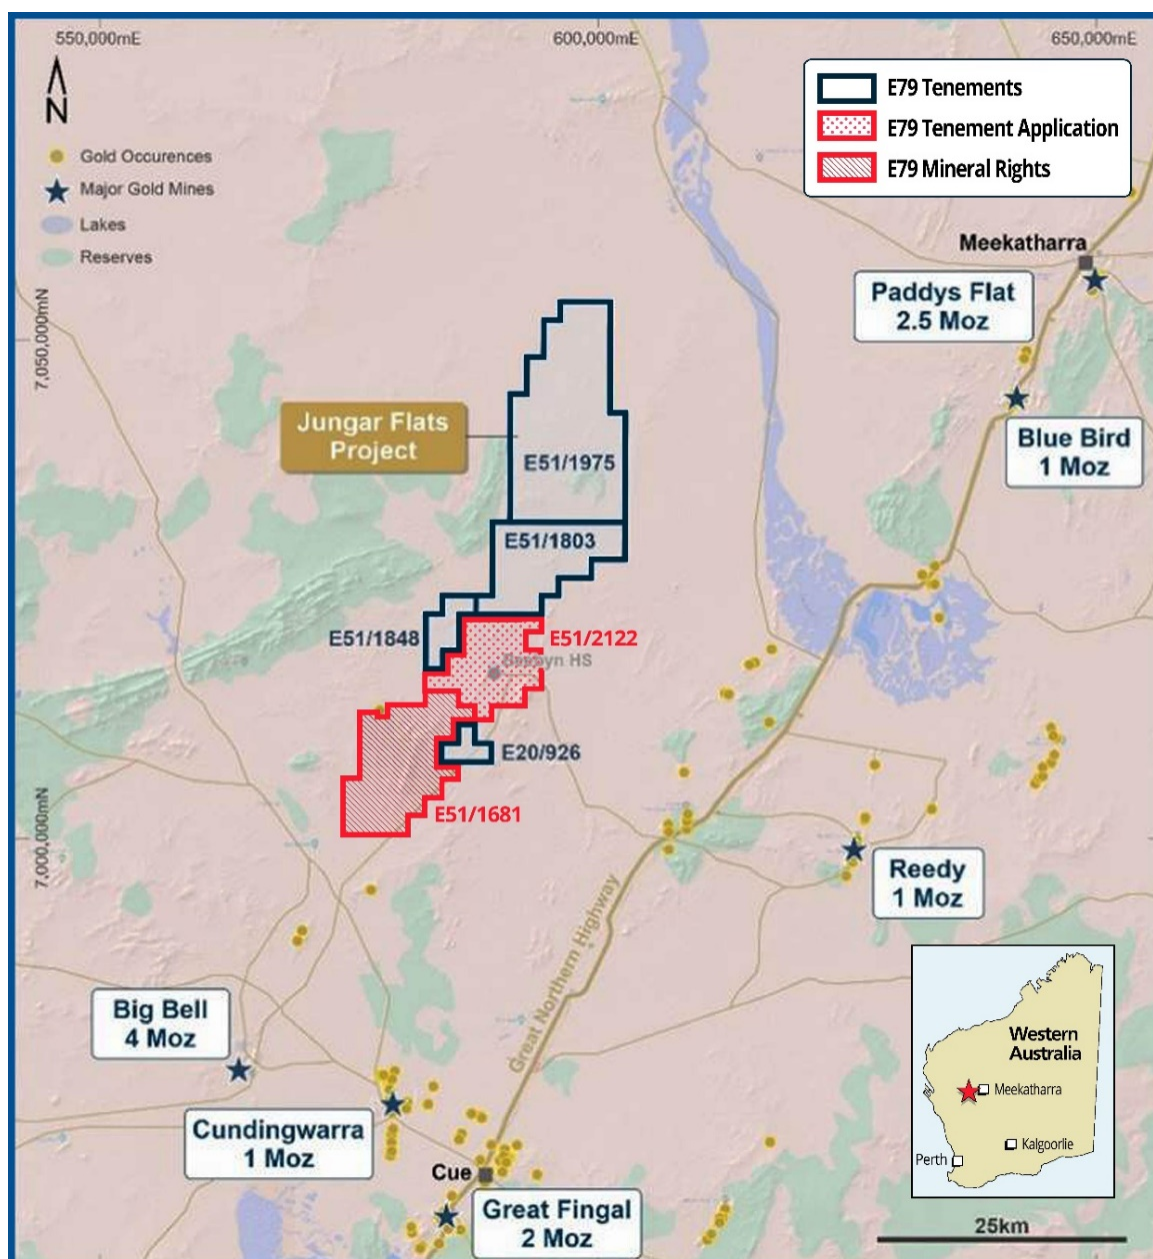 550,000mE
600,000mE
650,000mE
N
Gold Occurences
Major Gold Mines
Lakes
Reserves
E79 Tenements
E79 Tenement Application
E79 Mineral Rights
Meekatharra
Paddys Flat
2.5 Moz
7,050,000mN
Jungar Flats
Project
Blue Bird
1 Moz
E51/1975
E51/1803
E51/1848
E51/2122
HS
E20/926
E51/1681
7,000,000mN
Reedy
1 Moz
Great Northern Highway
Big Bell
4 Moz
Cundingwarra
1 Moz
Cue
Great Fingal
2 Moz
Western
Australia
Meekatharra
Kalgoorlie
Perth
25km